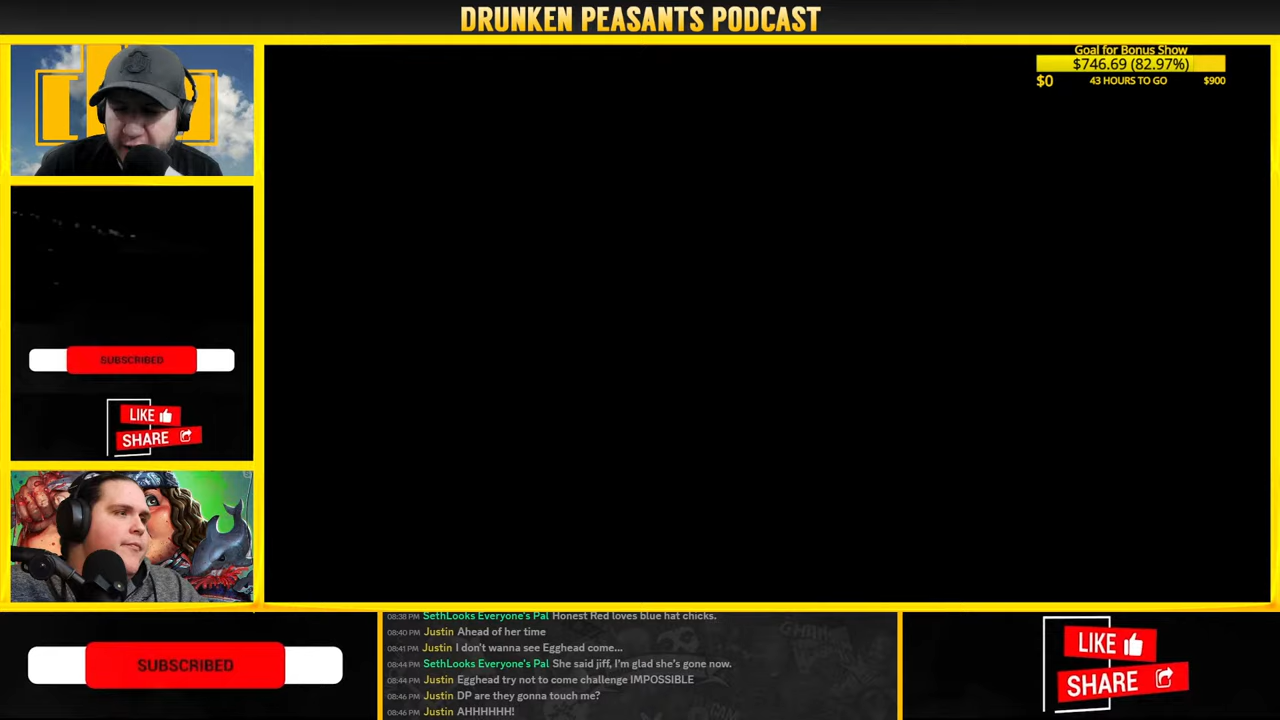 DRUNKEN PEASANTS PODCAST
Goal for Bonus Show
$746.69 (82.97%)
$0 43 HOURS TO GO $900
SUBSCRIBED
LIKE
SHARE
08:38 PM SethLooks Everyone's Pal Honest Red loves blue hat chicks.
08:40 PM Justin Ahead of her time
08:41 PM Justin I don't wanna see Egghead come...
08:44 PM SethLooks Everyone's Pal She said jiff, I'm glad she's gone now.
08:44 PM Justin Egghead try not to come challenge IMPOSSIBLE
08:46 PM Justin DP are they gonna touch me?
08:46 PM Justin AHHHHHH!
SUBSCRIBED
LIKE
SHARE